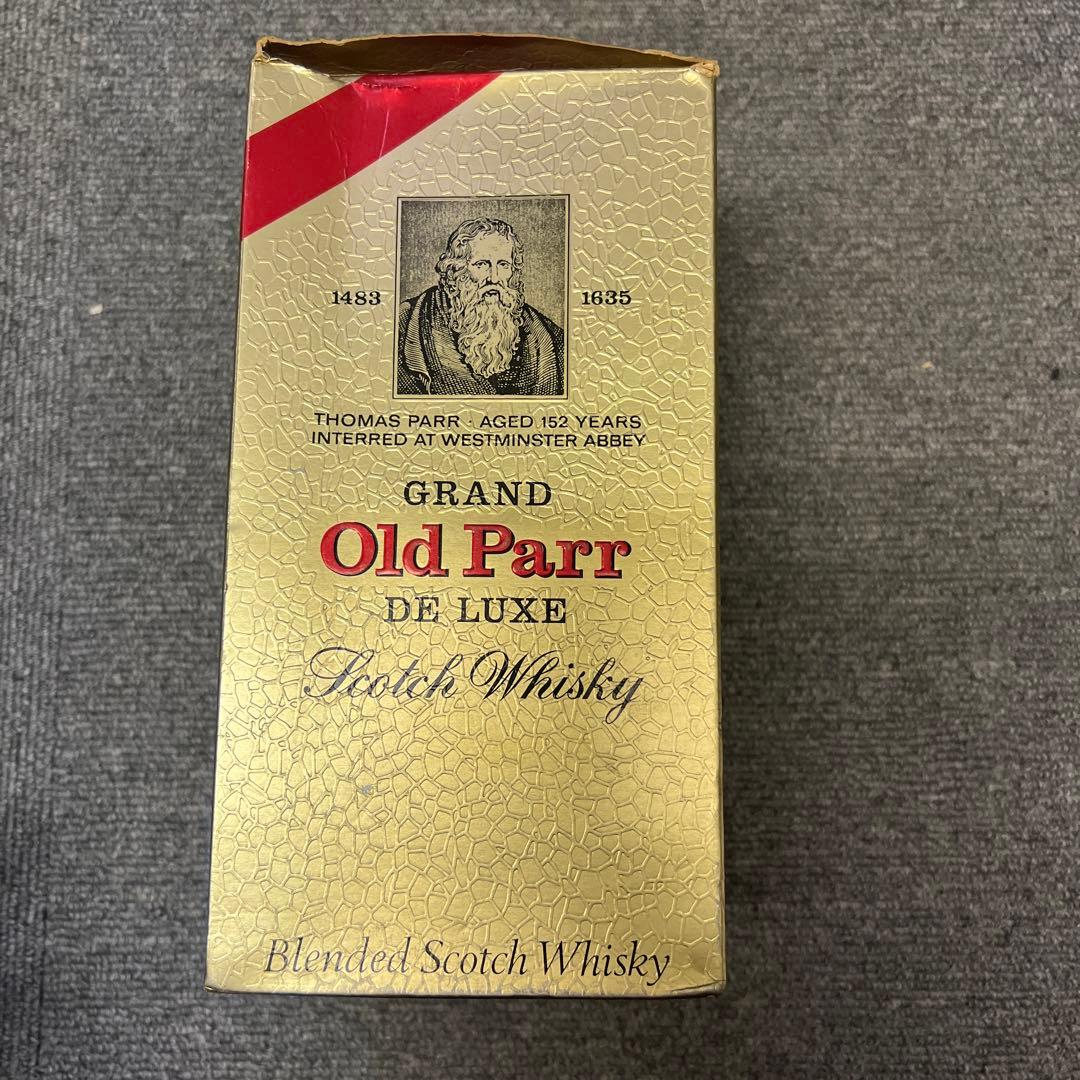 1483 1635
THOMAS PARR · AGED 152 YEARS
INTERRED AT WESTMINSTER ABBEY
GRAND
Old Parr
DE LUXE
Scotch Whisky
Blended Scotch Whisky